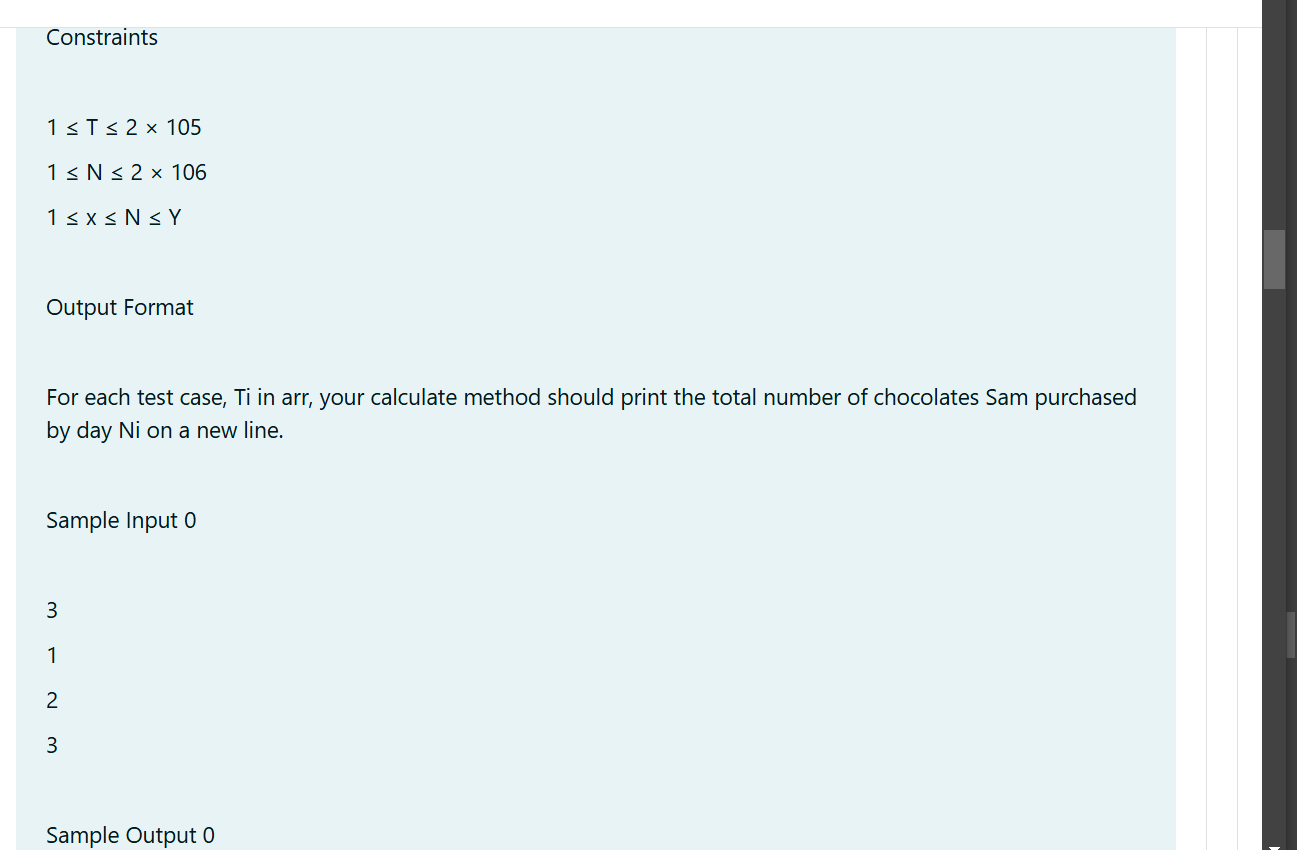 Constraints
1 ≤ T ≤ 2 × 105
1 ≤ N ≤ 2 × 106
1 ≤ x ≤ N ≤ Y
Output Format
For each test case, Ti in arr, your calculate method should print the total number of chocolates Sam purchased
by day Ni on a new line.
Sample Input 0
3
1
2
3
Sample Output 0